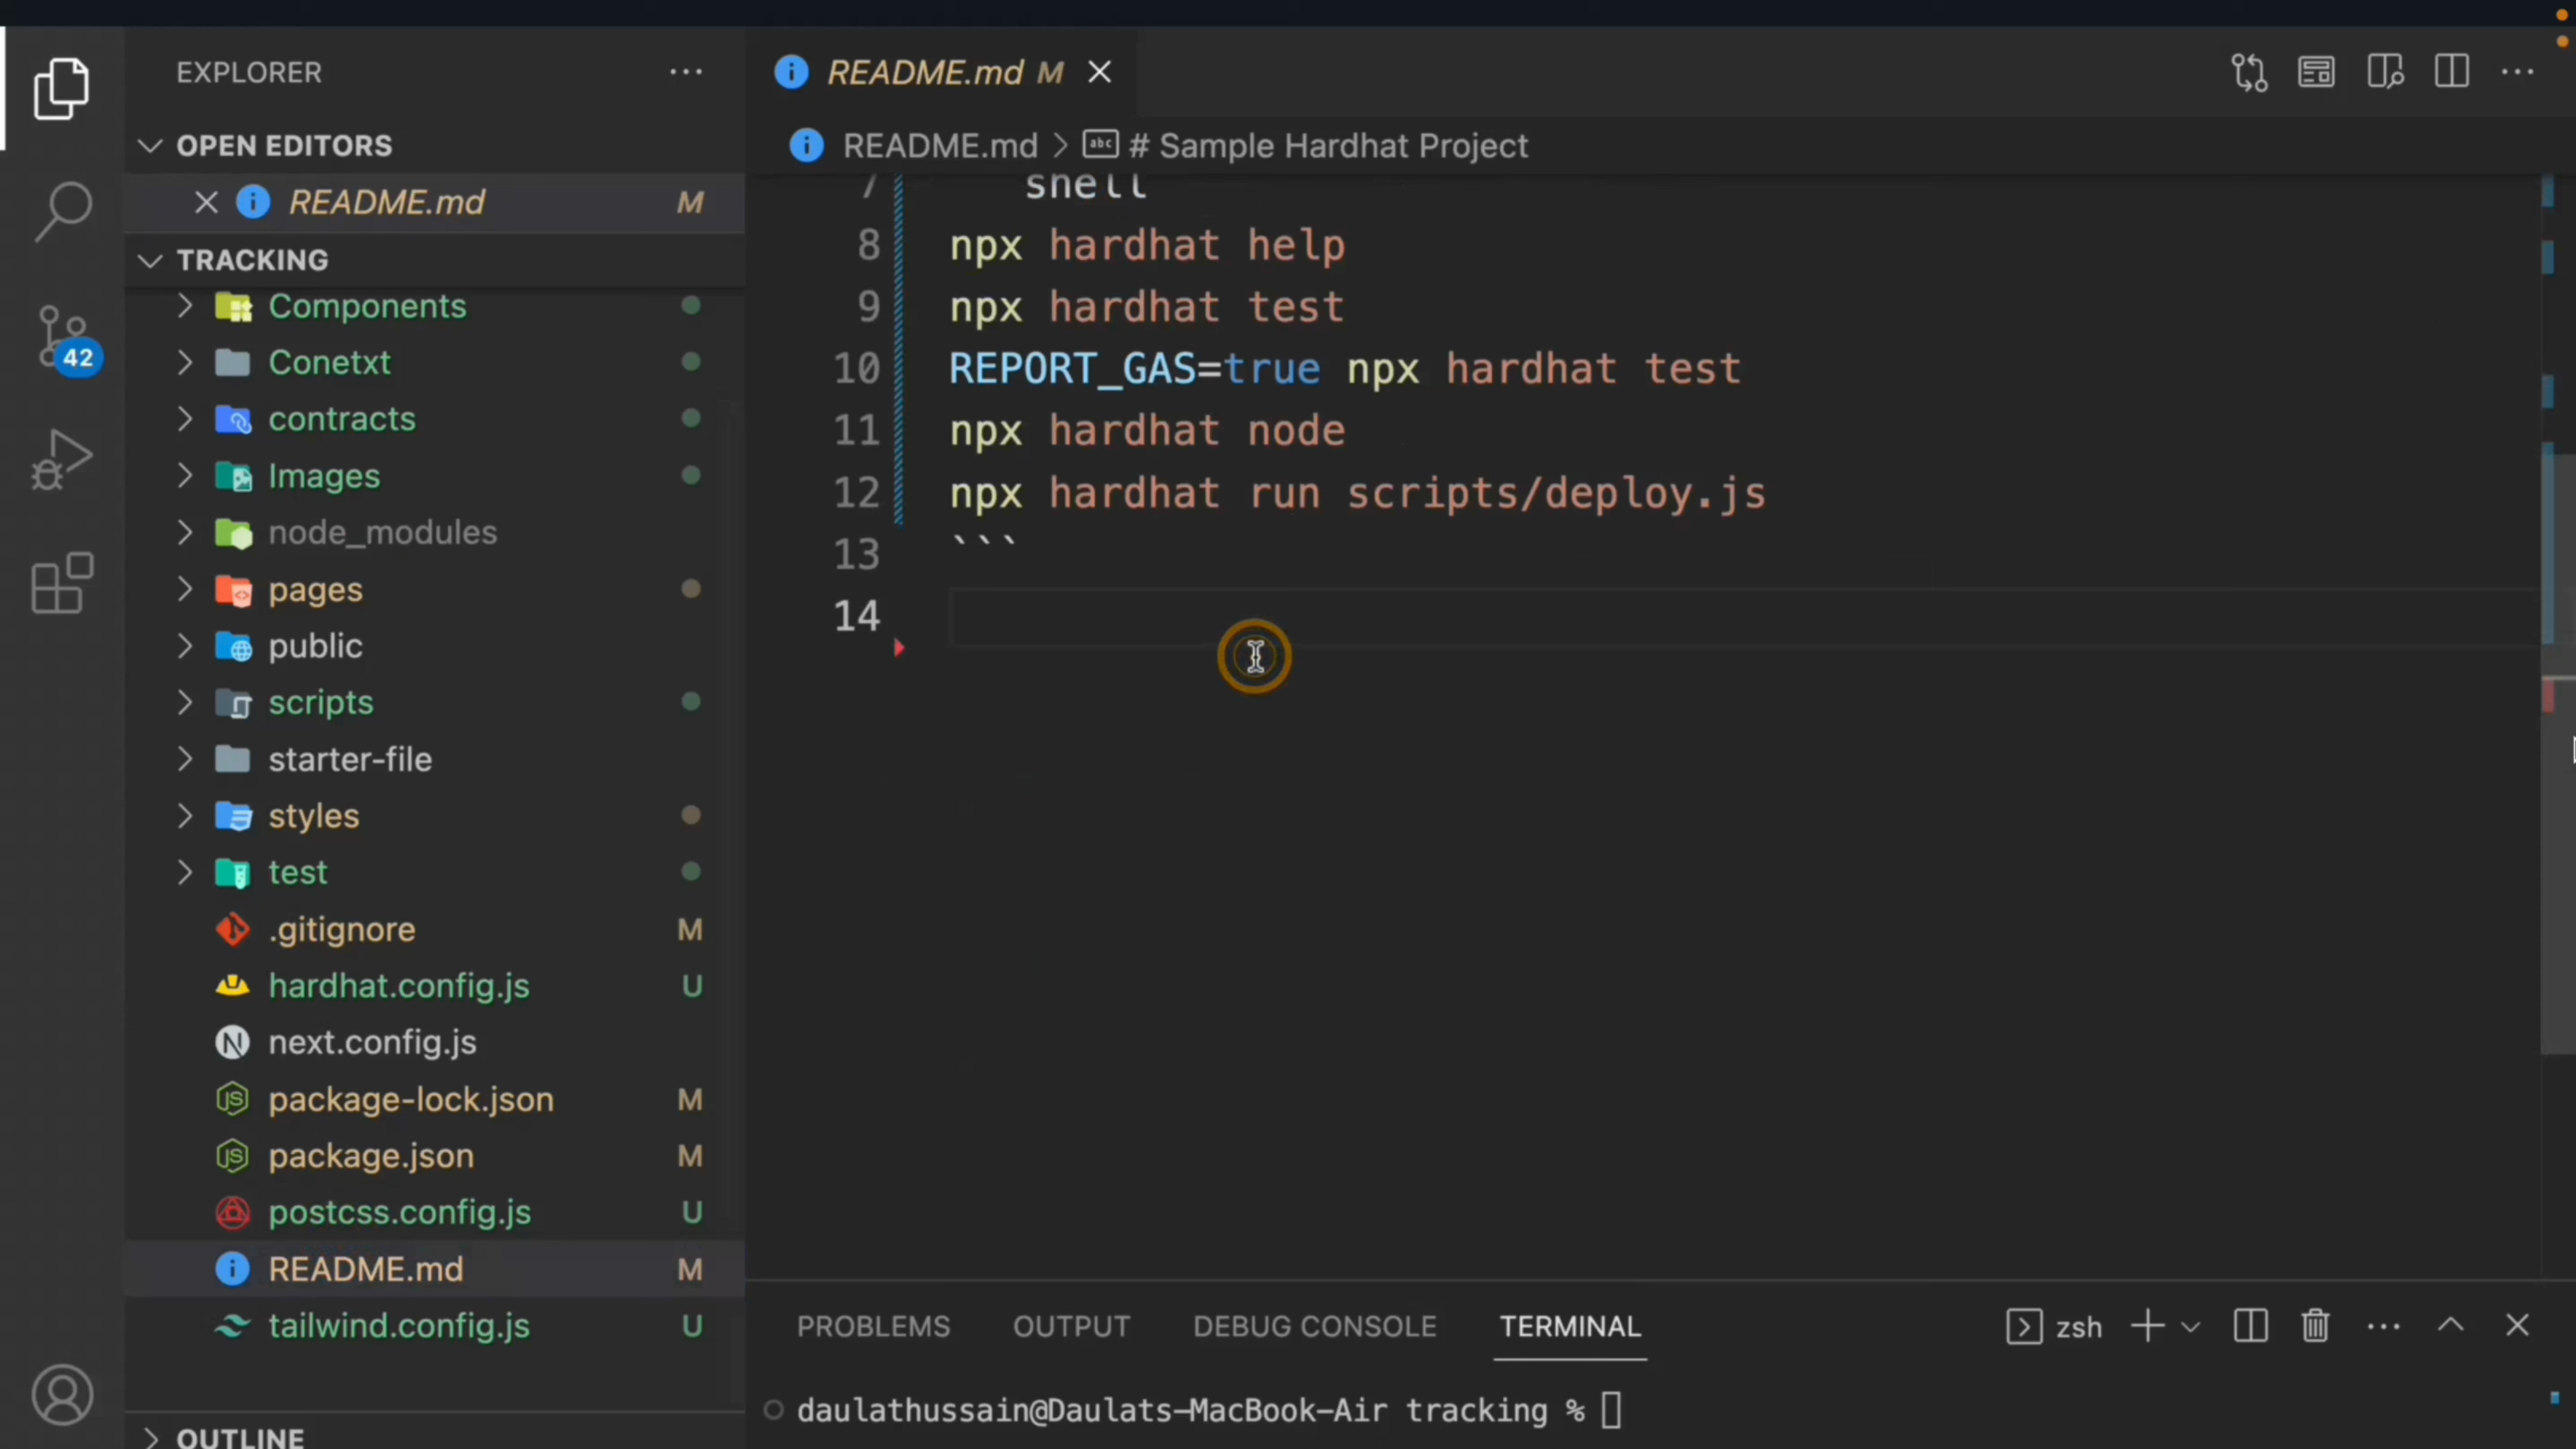 EXPLORER
OPEN EDITORS
README.md M
TRACKING
Components
Conetxt
contracts
Images
node_modules
pages
public
scripts
starter-file
styles
test
.gitignore M
hardhat.config.js U
next.config.js
package-lock.json M
package.json M
postcss.config.js U
README.md M
tailwind.config.js U
OUTLINE
42
README.md M
README.md > # Sample Hardhat Project
7 shell
8 npx hardhat help
9 npx hardhat test
10 REPORT_GAS=true npx hardhat test
11 npx hardhat node
12 npx hardhat run scripts/deploy.js
13 ```
14
PROBLEMS OUTPUT DEBUG CONSOLE TERMINAL zsh
daulathussain@Daulats-MacBook-Air tracking %